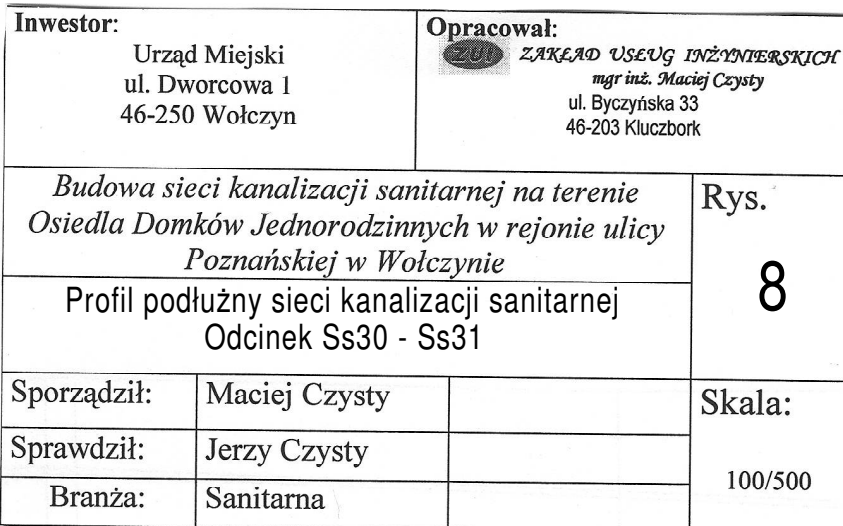 Inwestor:
Urząd Miejski
ul. Dworcowa 1
46-250 Wołczyn
Opracował:
ZUI ZAKŁAD USŁUG INŻYNIERSKICH
mgr inż. Maciej Czysty
ul. Byczyńska 33
46-203 Kluczbork
Budowa sieci kanalizacji sanitarnej na terenie
Osiedla Domków Jednorodzinnych w rejonie ulicy
Poznańskiej w Wołczynie
Rys.
8
Profil podłużny sieci kanalizacji sanitarnej
Odcinek Ss30 - Ss31
Sporządził: Maciej Czysty
Sprawdził: Jerzy Czysty
Branża: Sanitarna
Skala:
100/500